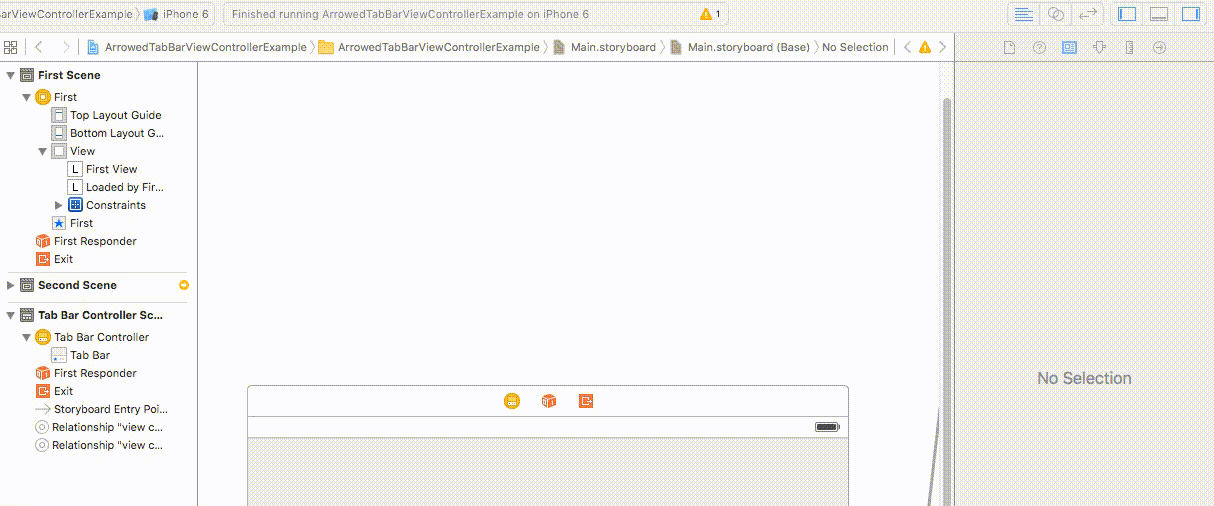 BarViewControllerExample iPhone 6 Finished running ArrowedTabBarViewControllerExample on iPhone 6 1
ArrowedTabBarViewControllerExample ArrowedTabBarViewControllerExample Main.storyboard Main.storyboard (Base) No Selection
First Scene
First
Top Layout Guide
Bottom Layout G...
View
L First View
L Loaded by Fir...
Constraints
First
First Responder
Exit
Second Scene
Tab Bar Controller Sc...
Tab Bar Controller
Tab Bar
First Responder
Exit
Storyboard Entry Poi...
Relationship "view c...
Relationship "view c...
No Selection